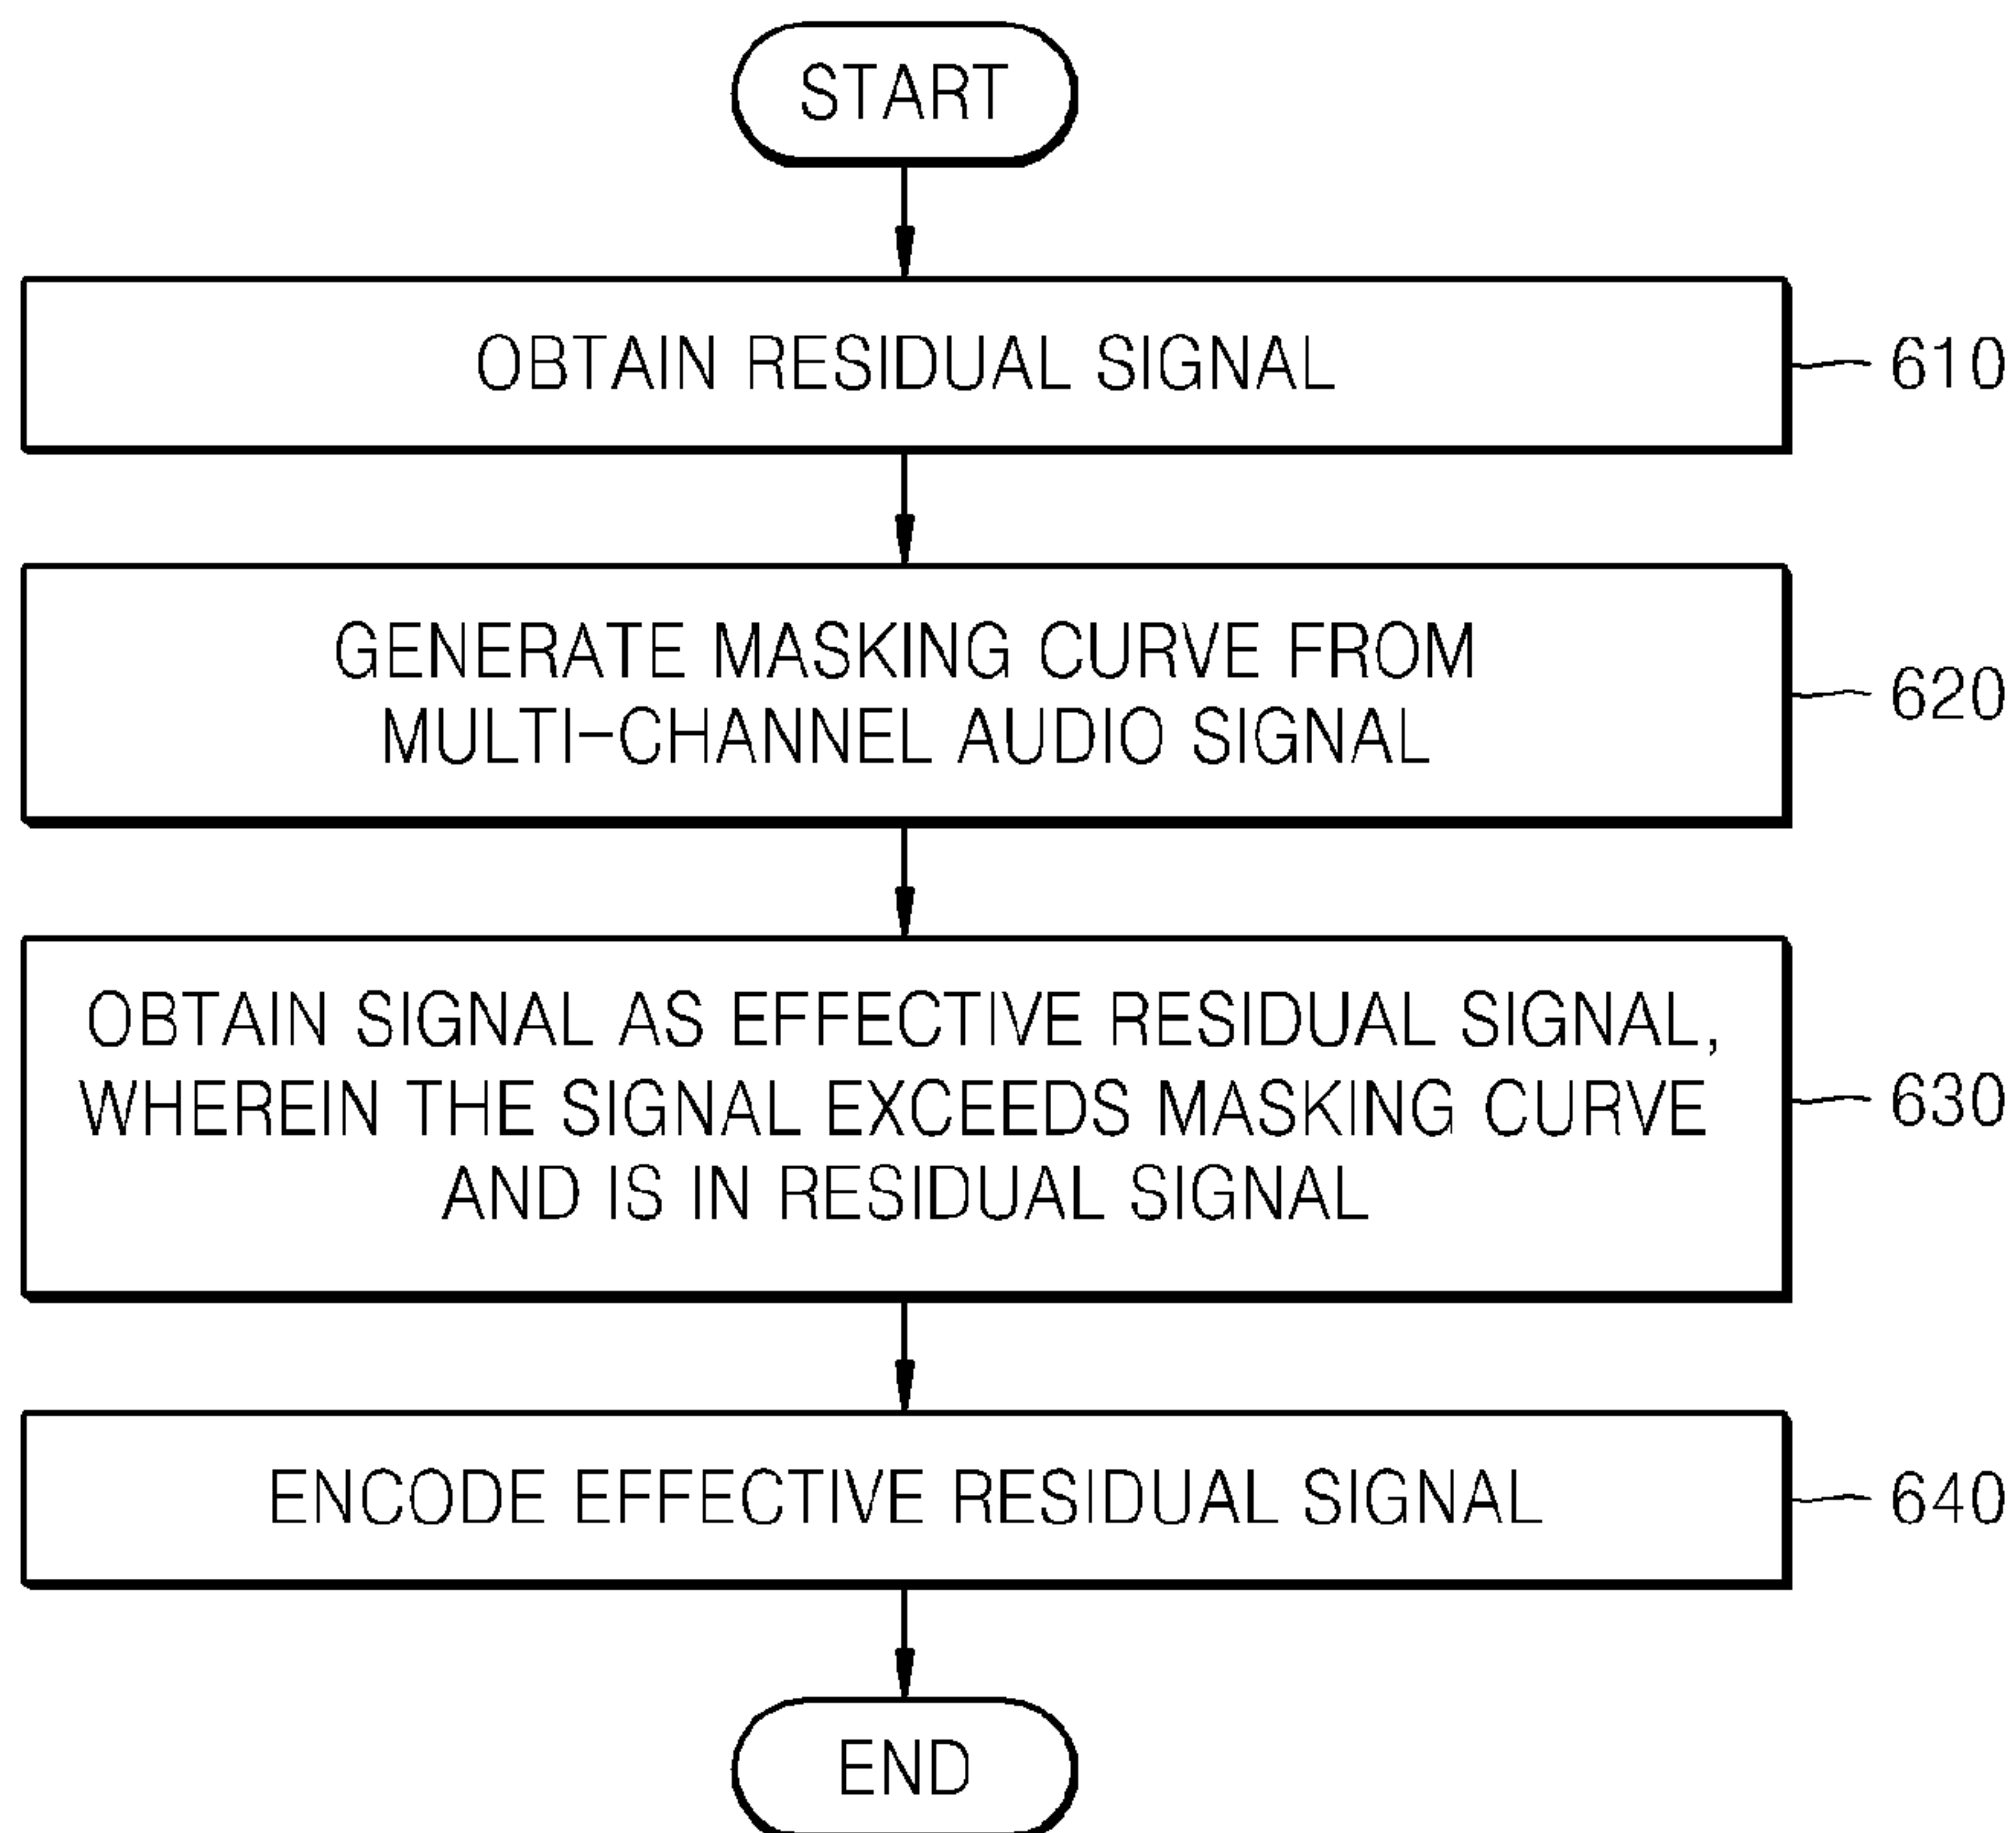 START
OBTAIN RESIDUAL SIGNAL
610
GENERATE MASKING CURVE FROM
MULTI-CHANNEL AUDIO SIGNAL
620
OBTAIN SIGNAL AS EFFECTIVE RESIDUAL SIGNAL,
WHEREIN THE SIGNAL EXCEEDS MASKING CURVE
AND IS IN RESIDUAL SIGNAL
630
ENCODE EFFECTIVE RESIDUAL SIGNAL
640
END